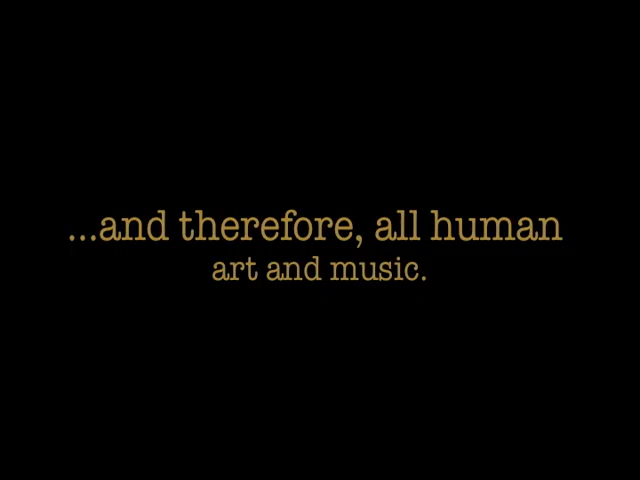 ...and therefore, all human
art and music.